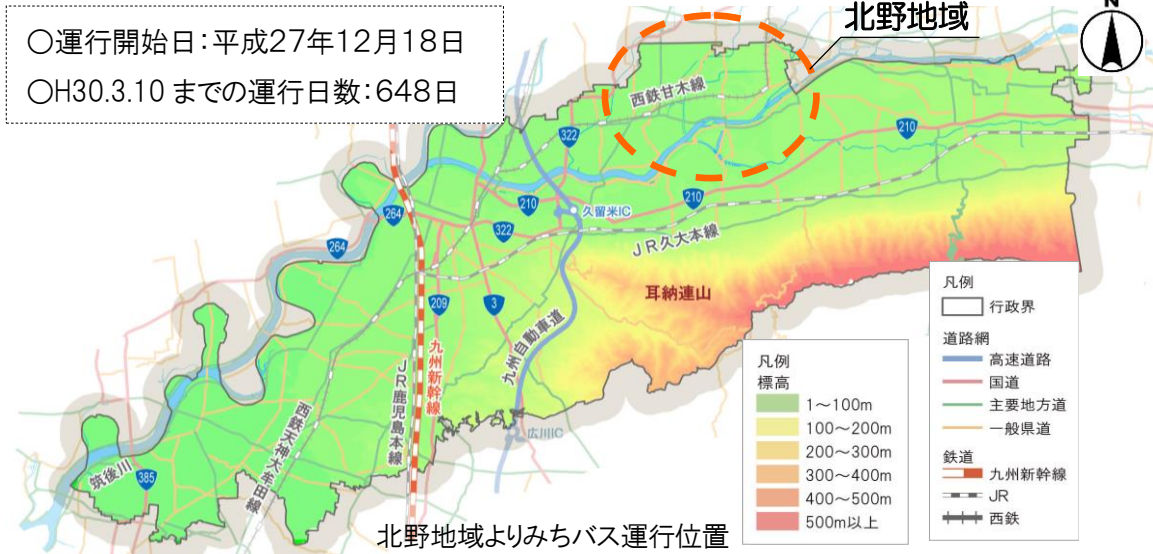 ○運行開始日：平成27年12月18日
○H30.3.10 までの運行日数：648日
北野地域
N
西鉄甘木線
322
210
210
久留米IC
210
264
322
JR久大本線
264
耳納連山
209
3
九州自動車道
九州新幹線
JR鹿児島本線
西鉄天神大牟田線
広川IC
筑後川
385
凡例
標高
1～100m
100～200m
200～300m
300～400m
400～500m
500m以上
凡例
行政界
道路網
高速道路
国道
主要地方道
一般県道
鉄道
九州新幹線
JR
西鉄
北野地域よりみちバス運行位置